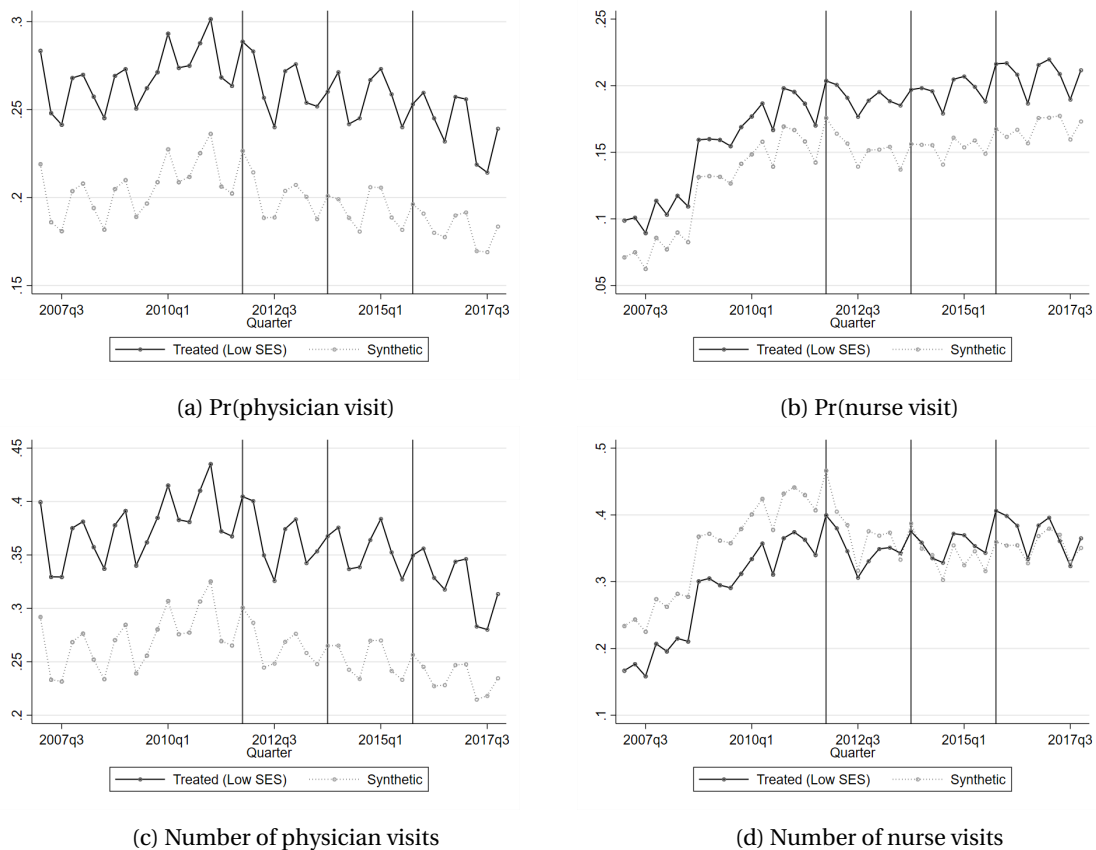 .3
.25
.2
.15
2007q3 2010q1 2012q3 2015q1 2017q3
Quarter
Treated (Low SES) Synthetic
(a) Pr(physician visit)
.25
.2
.15
.1
.05
2007q3 2010q1 2012q3 2015q1 2017q3
Quarter
Treated (Low SES) Synthetic
(b) Pr(nurse visit)
.45
.4
.35
.3
.25
.2
2007q3 2010q1 2012q3 2015q1 2017q3
Quarter
Treated (Low SES) Synthetic
(c) Number of physician visits
.5
.4
.3
.2
.1
2007q3 2010q1 2012q3 2015q1 2017q3
Quarter
Treated (Low SES) Synthetic
(d) Number of nurse visits